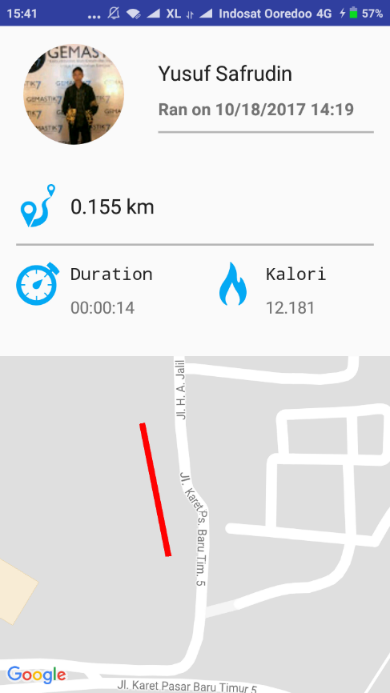 15:41 ... XL Indosat Ooredoo 4G 57%
GEMASTIK
GEMASTIK7
Yusuf Safrudin
Ran on 10/18/2017 14:19
0.155 km
Duration
00:00:14
Kalori
12.181
Jl. H. A. Jalil
Jl. Karet Ps. Baru Tim. 5
Google
Jl. Karet Pasar Baru Timur 5